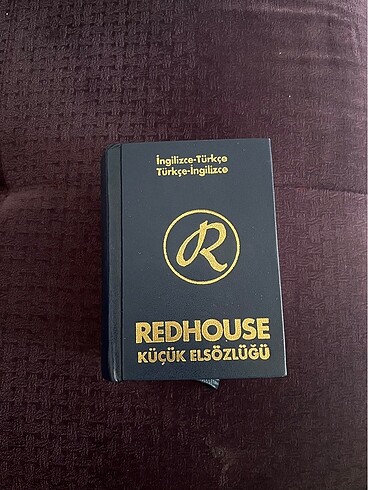 İngilizce-Türkçe
Türkçe-İngilizce
R
REDHOUSE
KÜÇÜK ELSÖZLÜĞÜ